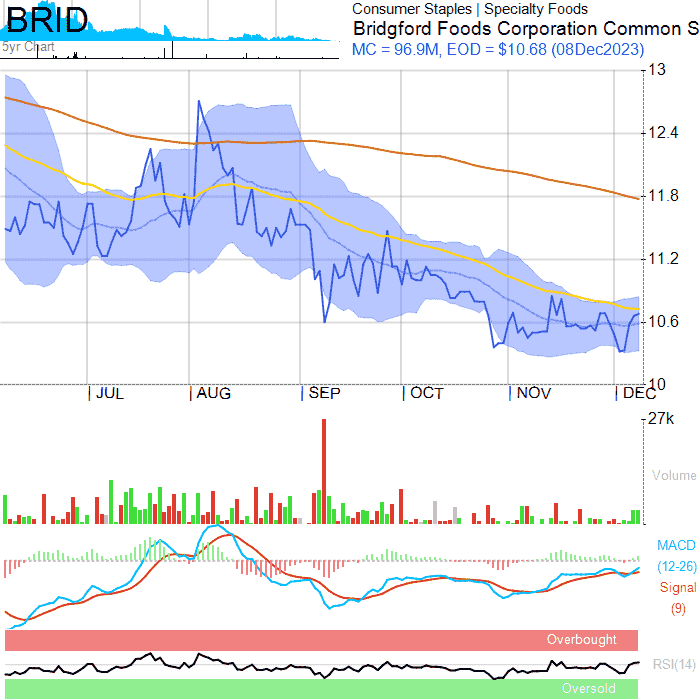 BRID
5yr Chart
Consumer Staples | Specialty Foods
Bridgford Foods Corporation Common S
MC = 96.9M, EOD = $10.68 (08Dec2023)
13
12.4
11.8
11.2
10.6
10
JUL
AUG
SEP
OCT
NOV
DEC
27k
Volume
MACD
(12-26)
Signal
(9)
Overbought
RSI(14)
Oversold